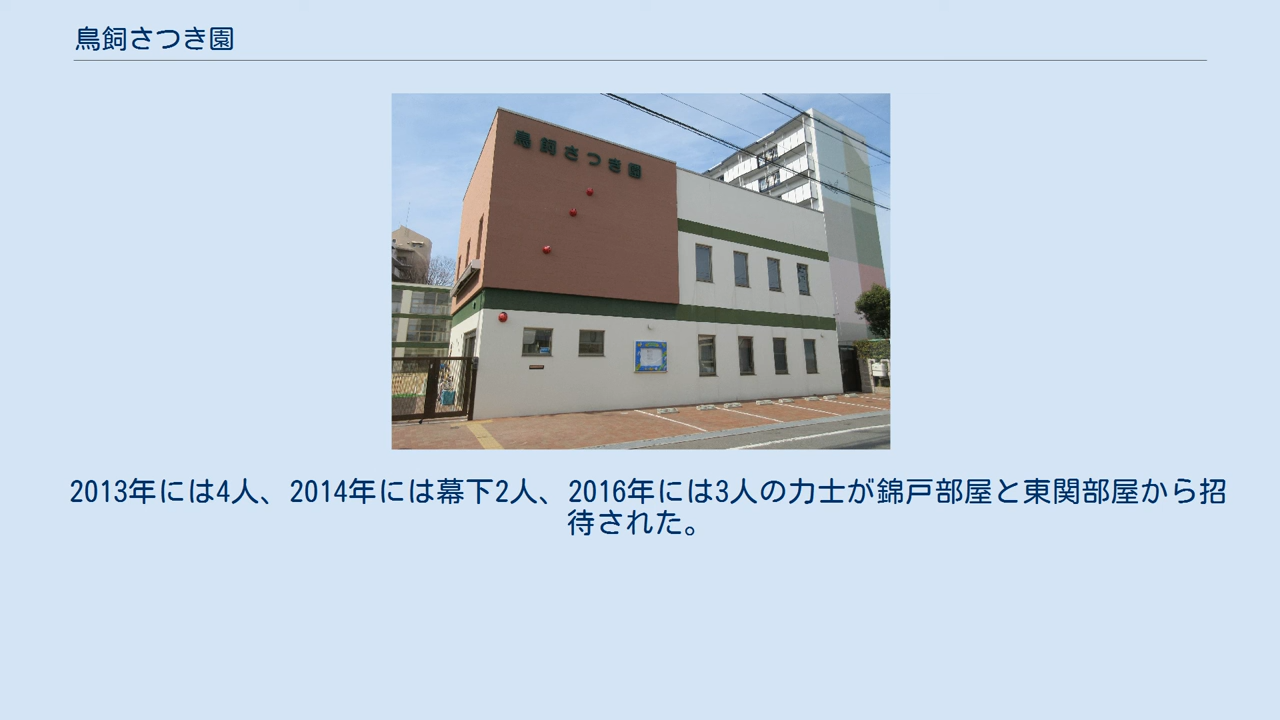 鳥飼さつき園
鳥飼さつき園
2013年には4人、2014年には幕下2人、2016年には3人の力士が錦戸部屋と東関部屋から招
待された。